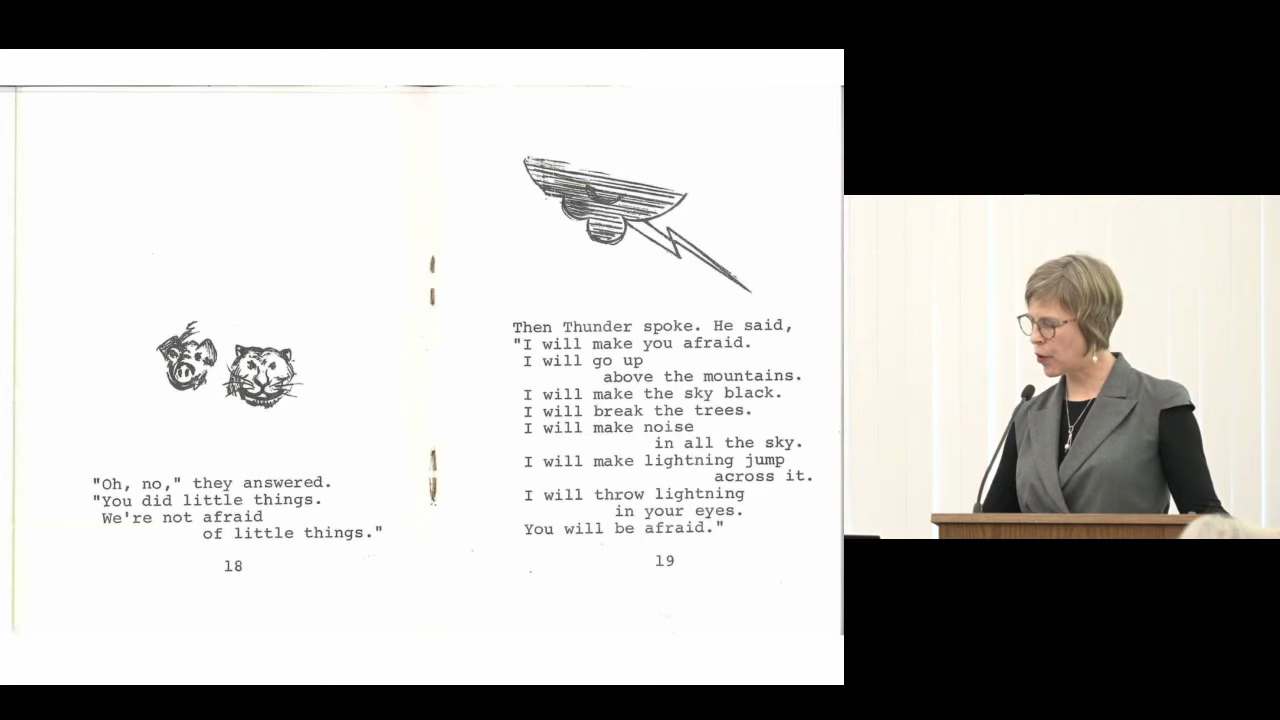 "Oh, no," they answered.
"You did little things.
We're not afraid
of little things."
18
Then Thunder spoke. He said,
"I will make you afraid.
I will go up
above the mountains.
I will make the sky black.
I will break the trees.
I will make noise
in all the sky.
I will make lightning jump
across it.
I will throw lightning
in your eyes.
You will be afraid."
19